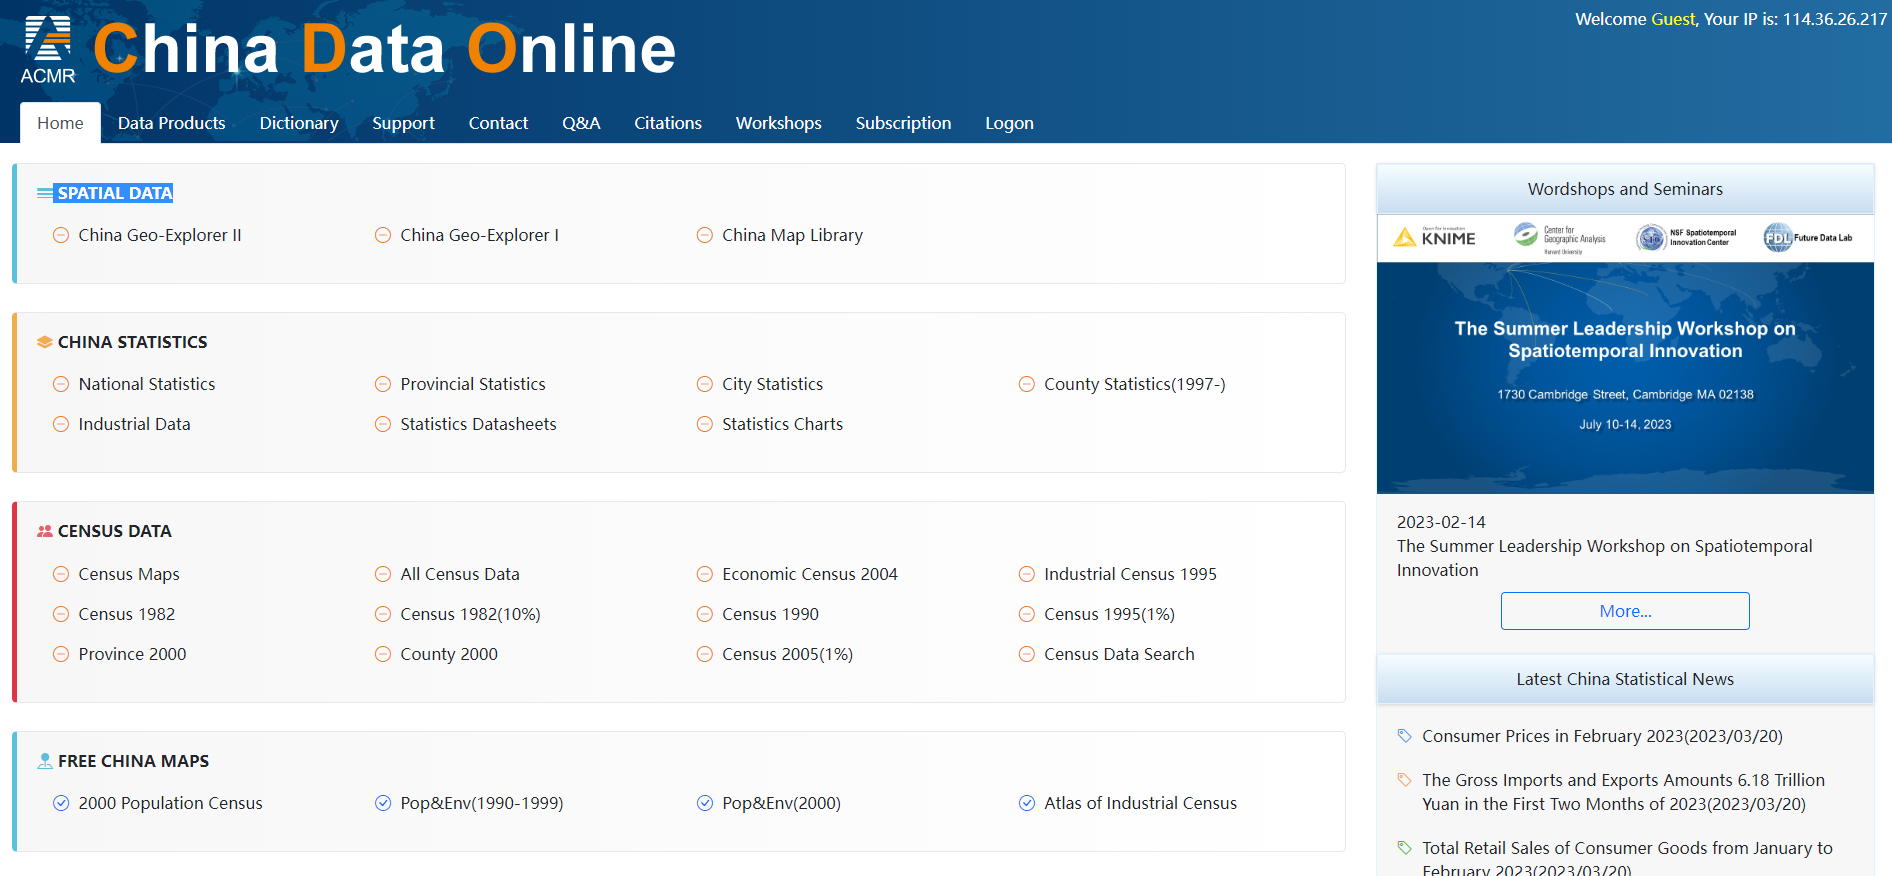 Welcome Guest, Your IP is: 114.36.26.217
ACMR
China Data Online
Home Data Products Dictionary Support Contact Q&A Citations Workshops Subscription Logon
SPATIAL DATA
China Geo-Explorer II China Geo-Explorer I China Map Library
CHINA STATISTICS
National Statistics Provincial Statistics City Statistics County Statistics(1997-)
Industrial Data Statistics Datasheets Statistics Charts
CENSUS DATA
Census Maps All Census Data Economic Census 2004 Industrial Census 1995
Census 1982 Census 1982(10%) Census 1990 Census 1995(1%)
Province 2000 County 2000 Census 2005(1%) Census Data Search
FREE CHINA MAPS
2000 Population Census Pop&Env(1990-1999) Pop&Env(2000) Atlas of Industrial Census
Wordshops and Seminars
Open for Innovation
KNIME
Center for
Geographic Analysis
Harvard University
NSF Spatiotemporal
Innovation Center
FDL Future Data Lab
The Summer Leadership Workshop on
Spatiotemporal Innovation
1730 Cambridge Street, Cambridge MA 02138
July 10-14, 2023
2023-02-14
The Summer Leadership Workshop on Spatiotemporal
Innovation
More...
Latest China Statistical News
Consumer Prices in February 2023(2023/03/20)
The Gross Imports and Exports Amounts 6.18 Trillion
Yuan in the First Two Months of 2023(2023/03/20)
Total Retail Sales of Consumer Goods from January to
February 2023(2023/03/20)